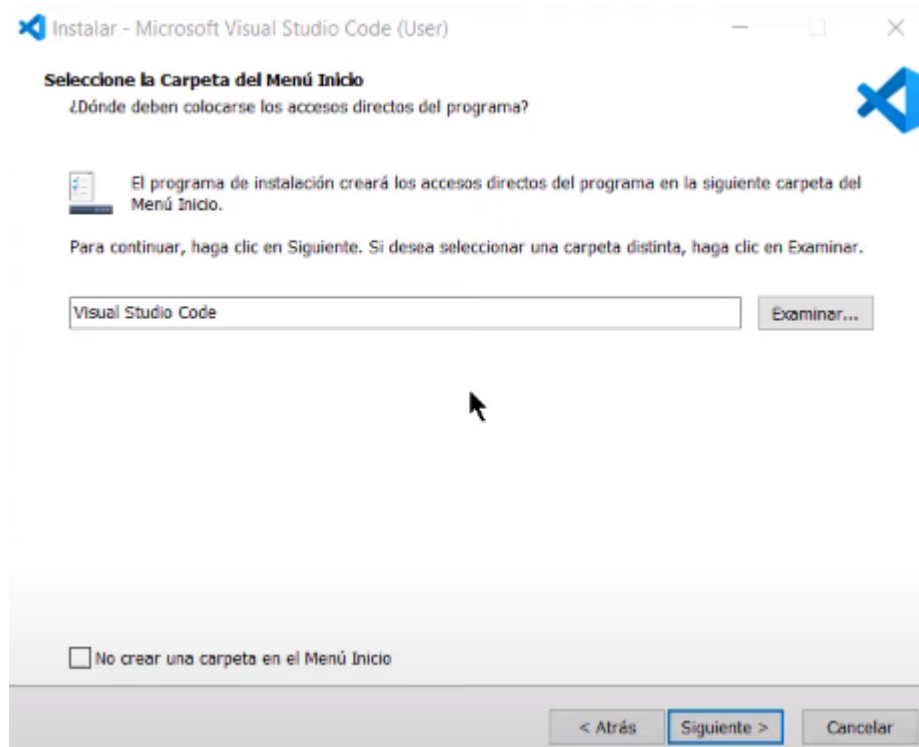 Instalar - Microsoft Visual Studio Code (User)
Seleccione la Carpeta del Menú Inicio
¿Dónde deben colocarse los accesos directos del programa?
El programa de instalación creará los accesos directos del programa en la siguiente carpeta del
Menú Inicio.
Para continuar, haga clic en Siguiente. Si desea seleccionar una carpeta distinta, haga clic en Examinar.
Visual Studio Code
Examinar...
No crear una carpeta en el Menú Inicio
< Atrás
Siguiente >
Cancelar